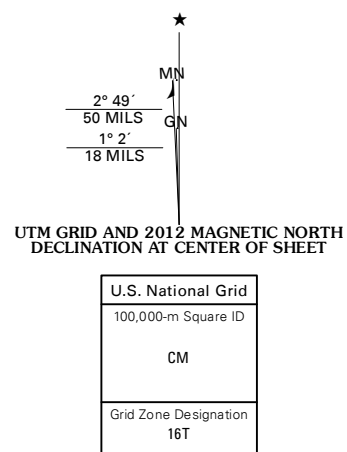 ★
MN
2° 49´
50 MILS
GN
1° 2´
18 MILS
UTM GRID AND 2012 MAGNETIC NORTH
DECLINATION AT CENTER OF SHEET
U.S. National Grid
100,000-m Square ID
CM
Grid Zone Designation
16T